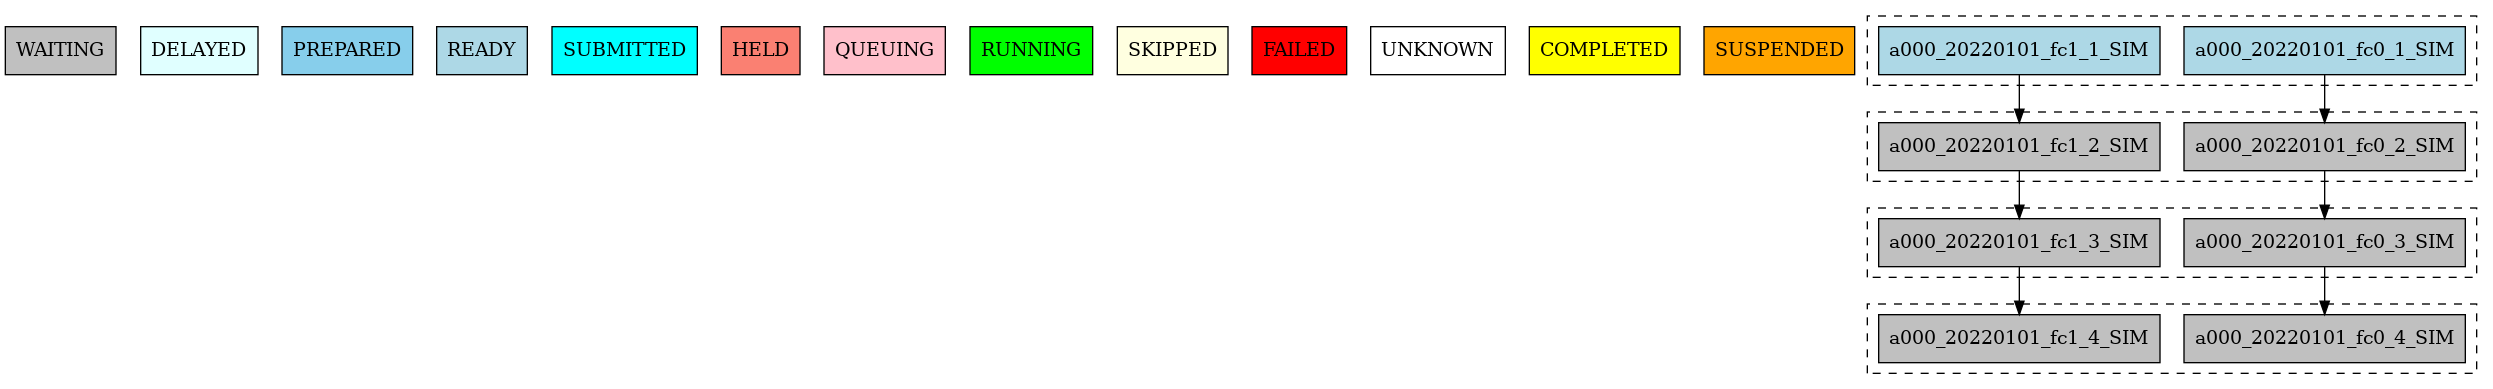 WAITING
DELAYED
PREPARED
READY
SUBMITTED
HELD
QUEUING
RUNNING
SKIPPED
FAILED
UNKNOWN
COMPLETED
SUSPENDED
a000_20220101_fc1_1_SIM
a000_20220101_fc0_1_SIM
a000_20220101_fc1_2_SIM
a000_20220101_fc0_2_SIM
a000_20220101_fc1_3_SIM
a000_20220101_fc0_3_SIM
a000_20220101_fc1_4_SIM
a000_20220101_fc0_4_SIM